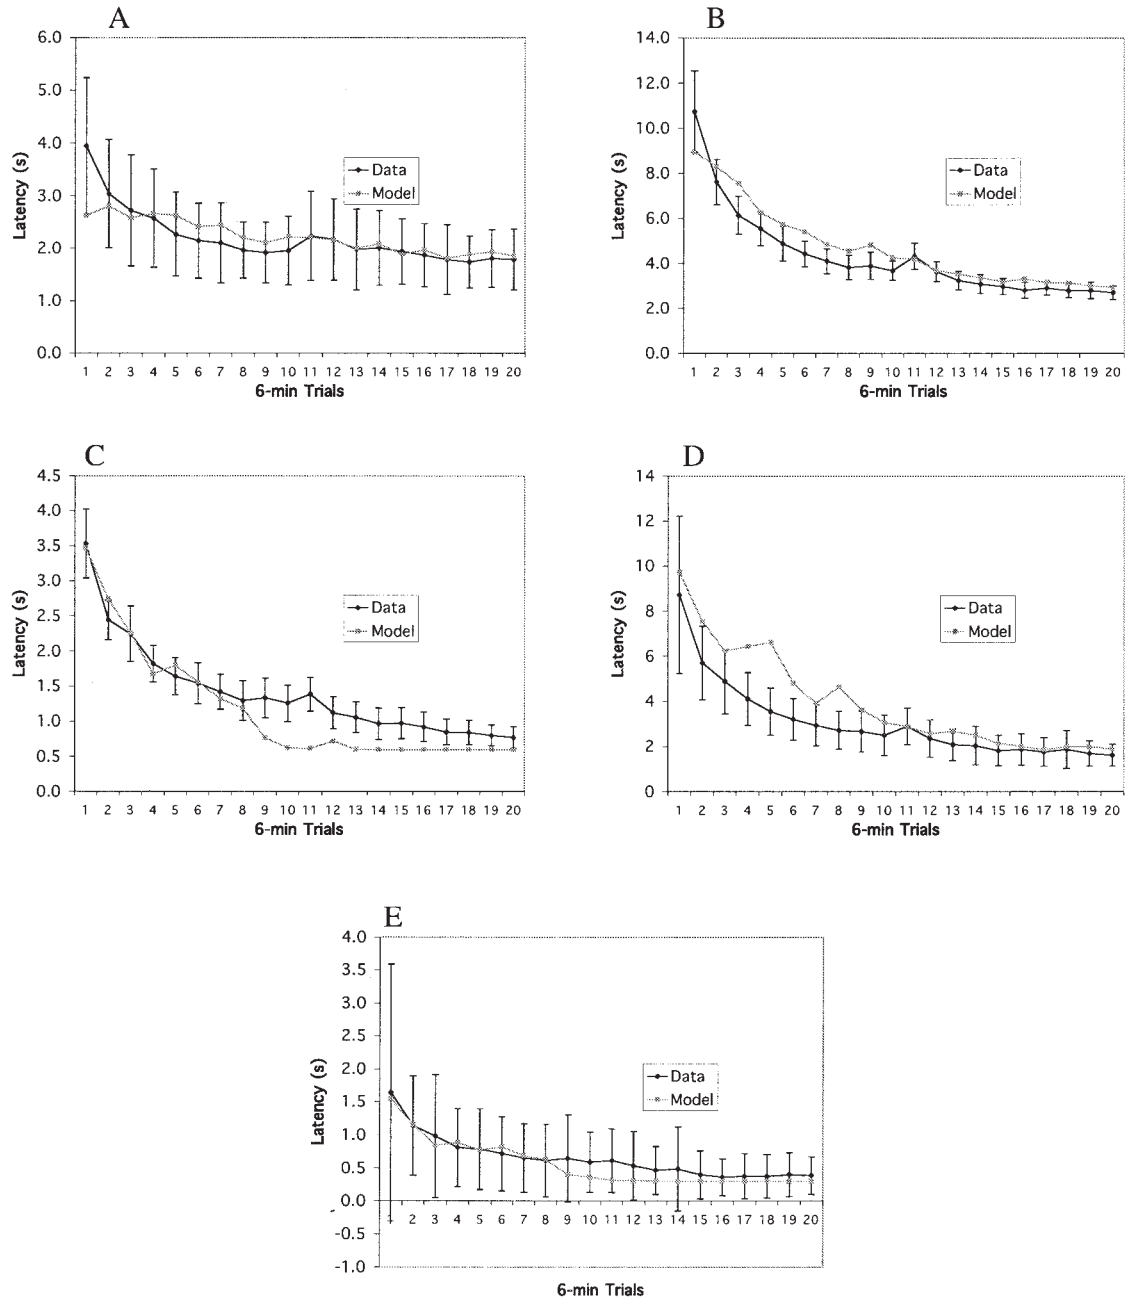 A
6.0
5.0
4.0
3.0
2.0
1.0
0.0
Latency (s)
Data
Model
1 2 3 4 5 6 7 8 9 10 11 12 13 14 15 16 17 18 19 20
6-min Trials
B
14.0
12.0
10.0
8.0
6.0
4.0
2.0
0.0
Latency (s)
Data
Model
1 2 3 4 5 6 7 8 9 10 11 12 13 14 15 16 17 18 19 20
6-min Trials
C
4.5
4.0
3.5
3.0
2.5
2.0
1.5
1.0
0.5
0.0
Latency (s)
Data
Model
1 2 3 4 5 6 7 8 9 10 11 12 13 14 15 16 17 18 19 20
6-min Trials
D
14
12
10
8
6
4
2
0
Latency (s)
Data
Model
1 2 3 4 5 6 7 8 9 10 11 12 13 14 15 16 17 18 19 20
6-min Trials
E
4.0
3.5
3.0
2.5
2.0
1.5
1.0
0.5
0.0
-0.5
-1.0
Latency (s)
Data
Model
1 2 3 4 5 6 7 8 9 10 11 12 13 14 15 16 17 18 19 20
6-min Trials